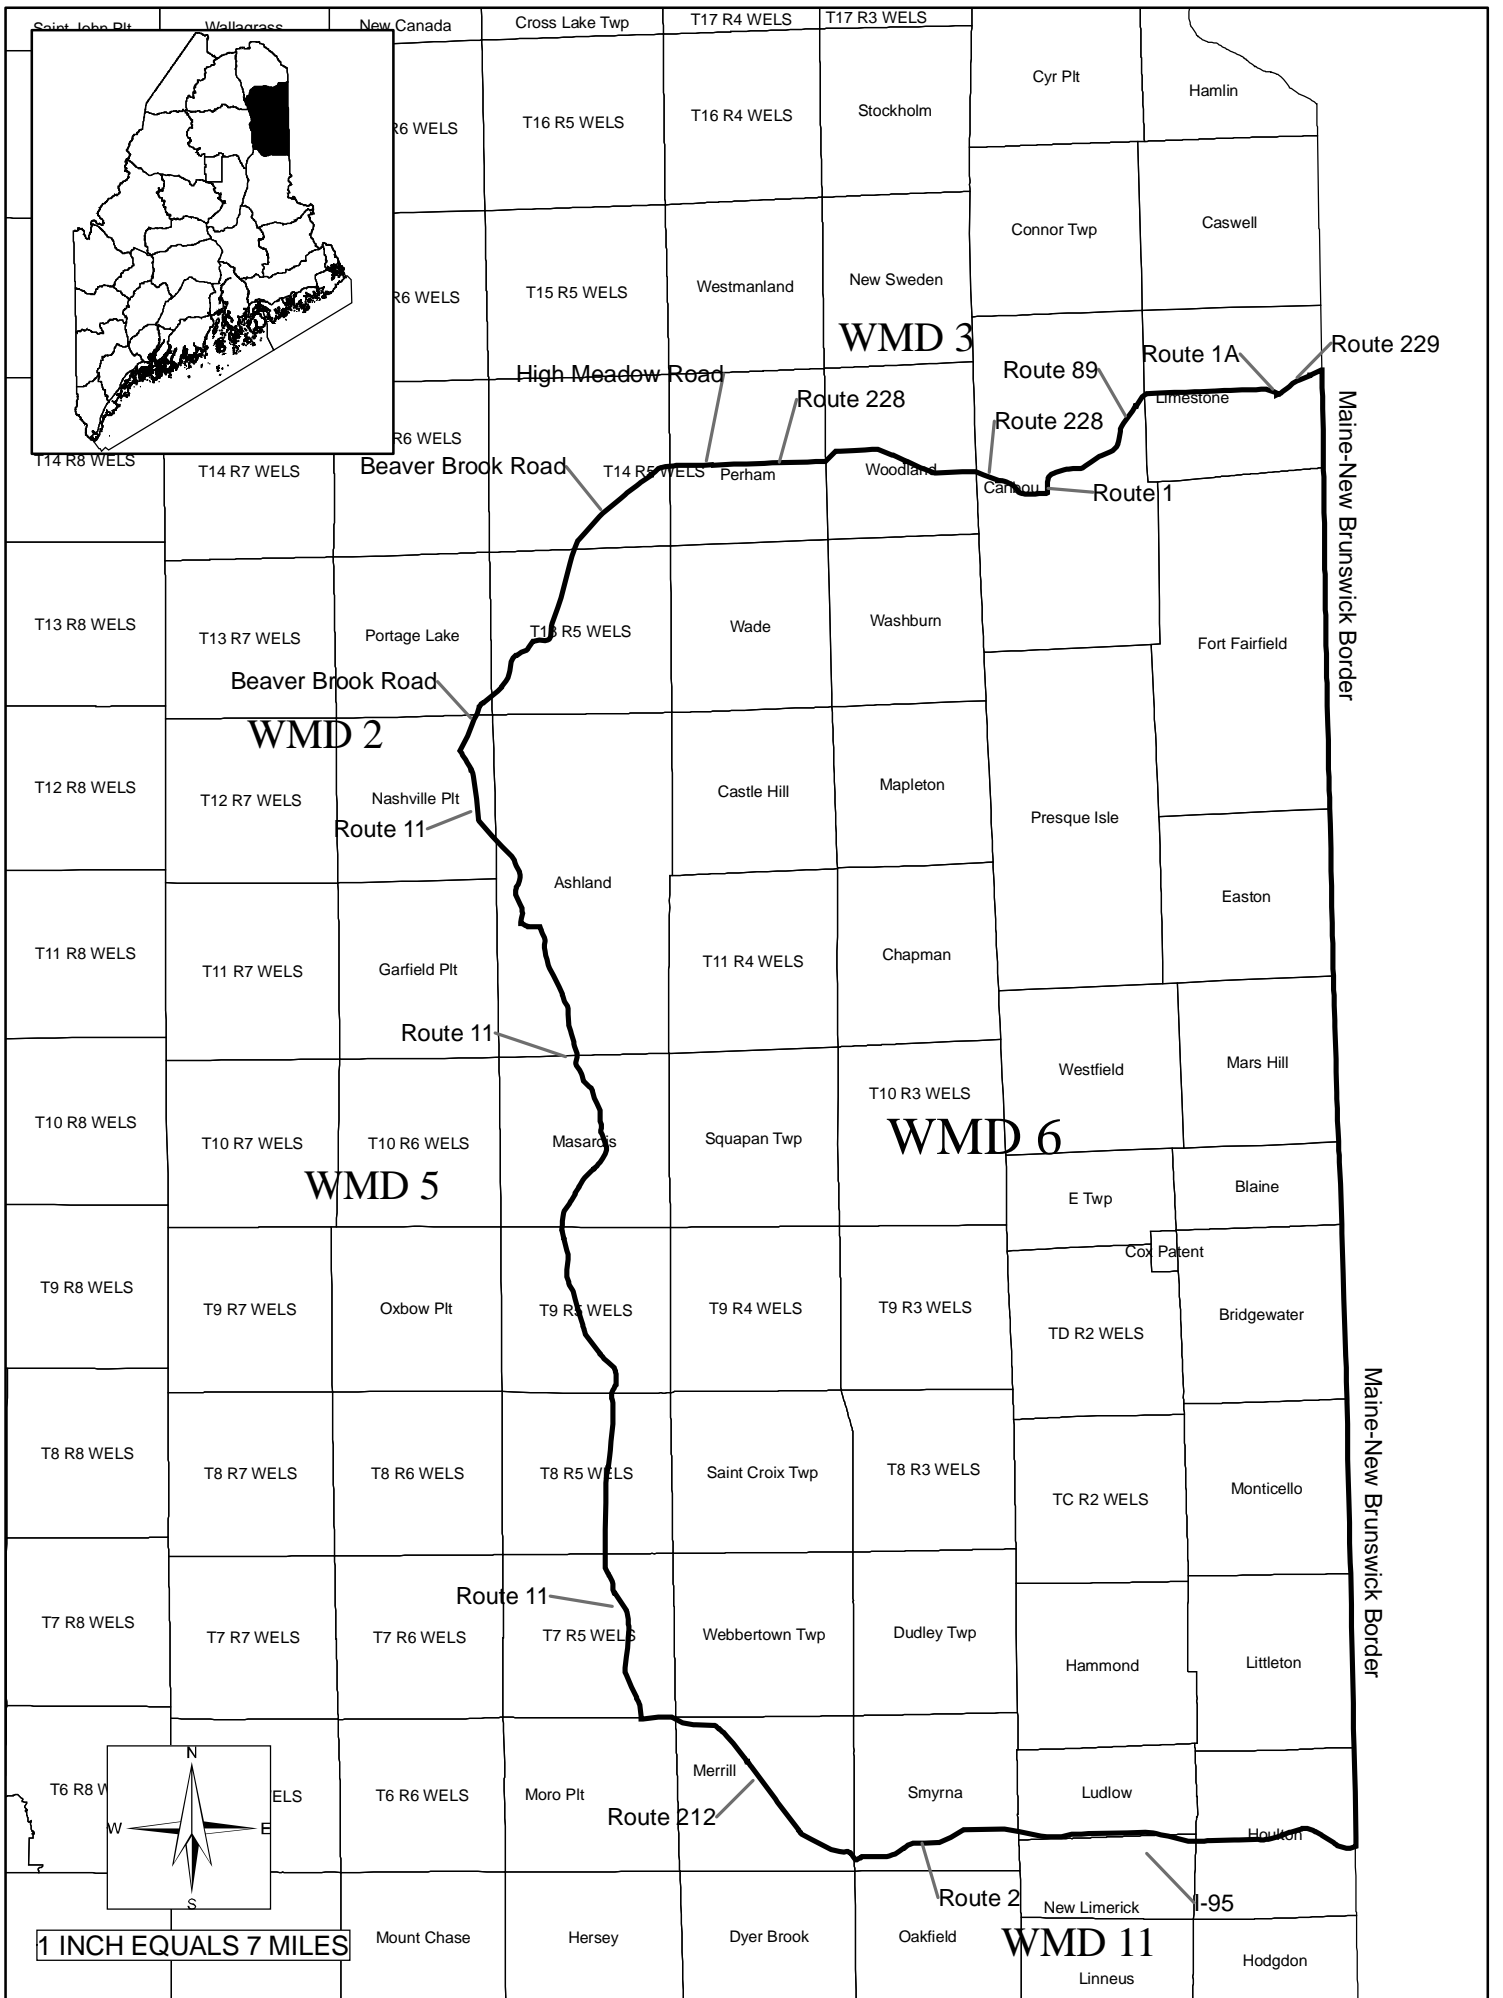 Saint John Plt
Wallagrass
New Canada
Cross Lake Twp
T17 R4 WELS
T17 R3 WELS
Cyr Plt
Hamlin
R6 WELS
T16 R5 WELS
T16 R4 WELS
Stockholm
Connor Twp
Caswell
R6 WELS
T15 R5 WELS
Westmanland
New Sweden
WMD 3
High Meadow Road
Route 228
Route 89
Route 1A
Route 229
Limestone
Route 228
R6 WELS
T14 R8 WELS
T14 R7 WELS
Beaver Brook Road
T14 R5 WELS
Perham
Woodland
Caribou
Route 1
Maine-New Brunswick Border
T13 R8 WELS
T13 R7 WELS
Portage Lake
T13 R5 WELS
Wade
Washburn
Fort Fairfield
Beaver Brook Road
WMD 2
T12 R8 WELS
T12 R7 WELS
Nashville Plt
Castle Hill
Mapleton
Presque Isle
Route 11
Ashland
Easton
T11 R8 WELS
T11 R7 WELS
Garfield Plt
T11 R4 WELS
Chapman
Route 11
Westfield
Mars Hill
T10 R8 WELS
T10 R7 WELS
T10 R6 WELS
Masardis
Squapan Twp
T10 R3 WELS
WMD 6
WMD 5
E Twp
Blaine
Cox Patent
T9 R8 WELS
T9 R7 WELS
Oxbow Plt
T9 R5 WELS
T9 R4 WELS
T9 R3 WELS
TD R2 WELS
Bridgewater
Maine-New Brunswick Border
T8 R8 WELS
T8 R7 WELS
T8 R6 WELS
T8 R5 WELS
Saint Croix Twp
T8 R3 WELS
TC R2 WELS
Monticello
Route 11
T7 R8 WELS
T7 R7 WELS
T7 R6 WELS
T7 R5 WELS
Webbertown Twp
Dudley Twp
Hammond
Littleton
T6 R8 W
ELS
T6 R6 WELS
Moro Plt
Merrill
Smyrna
Ludlow
Houlton
Route 212
N
W
E
S
Route 2
New Limerick
I-95
1 INCH EQUALS 7 MILES
Mount Chase
Hersey
Dyer Brook
Oakfield
WMD 11
Linneus
Hodgdon